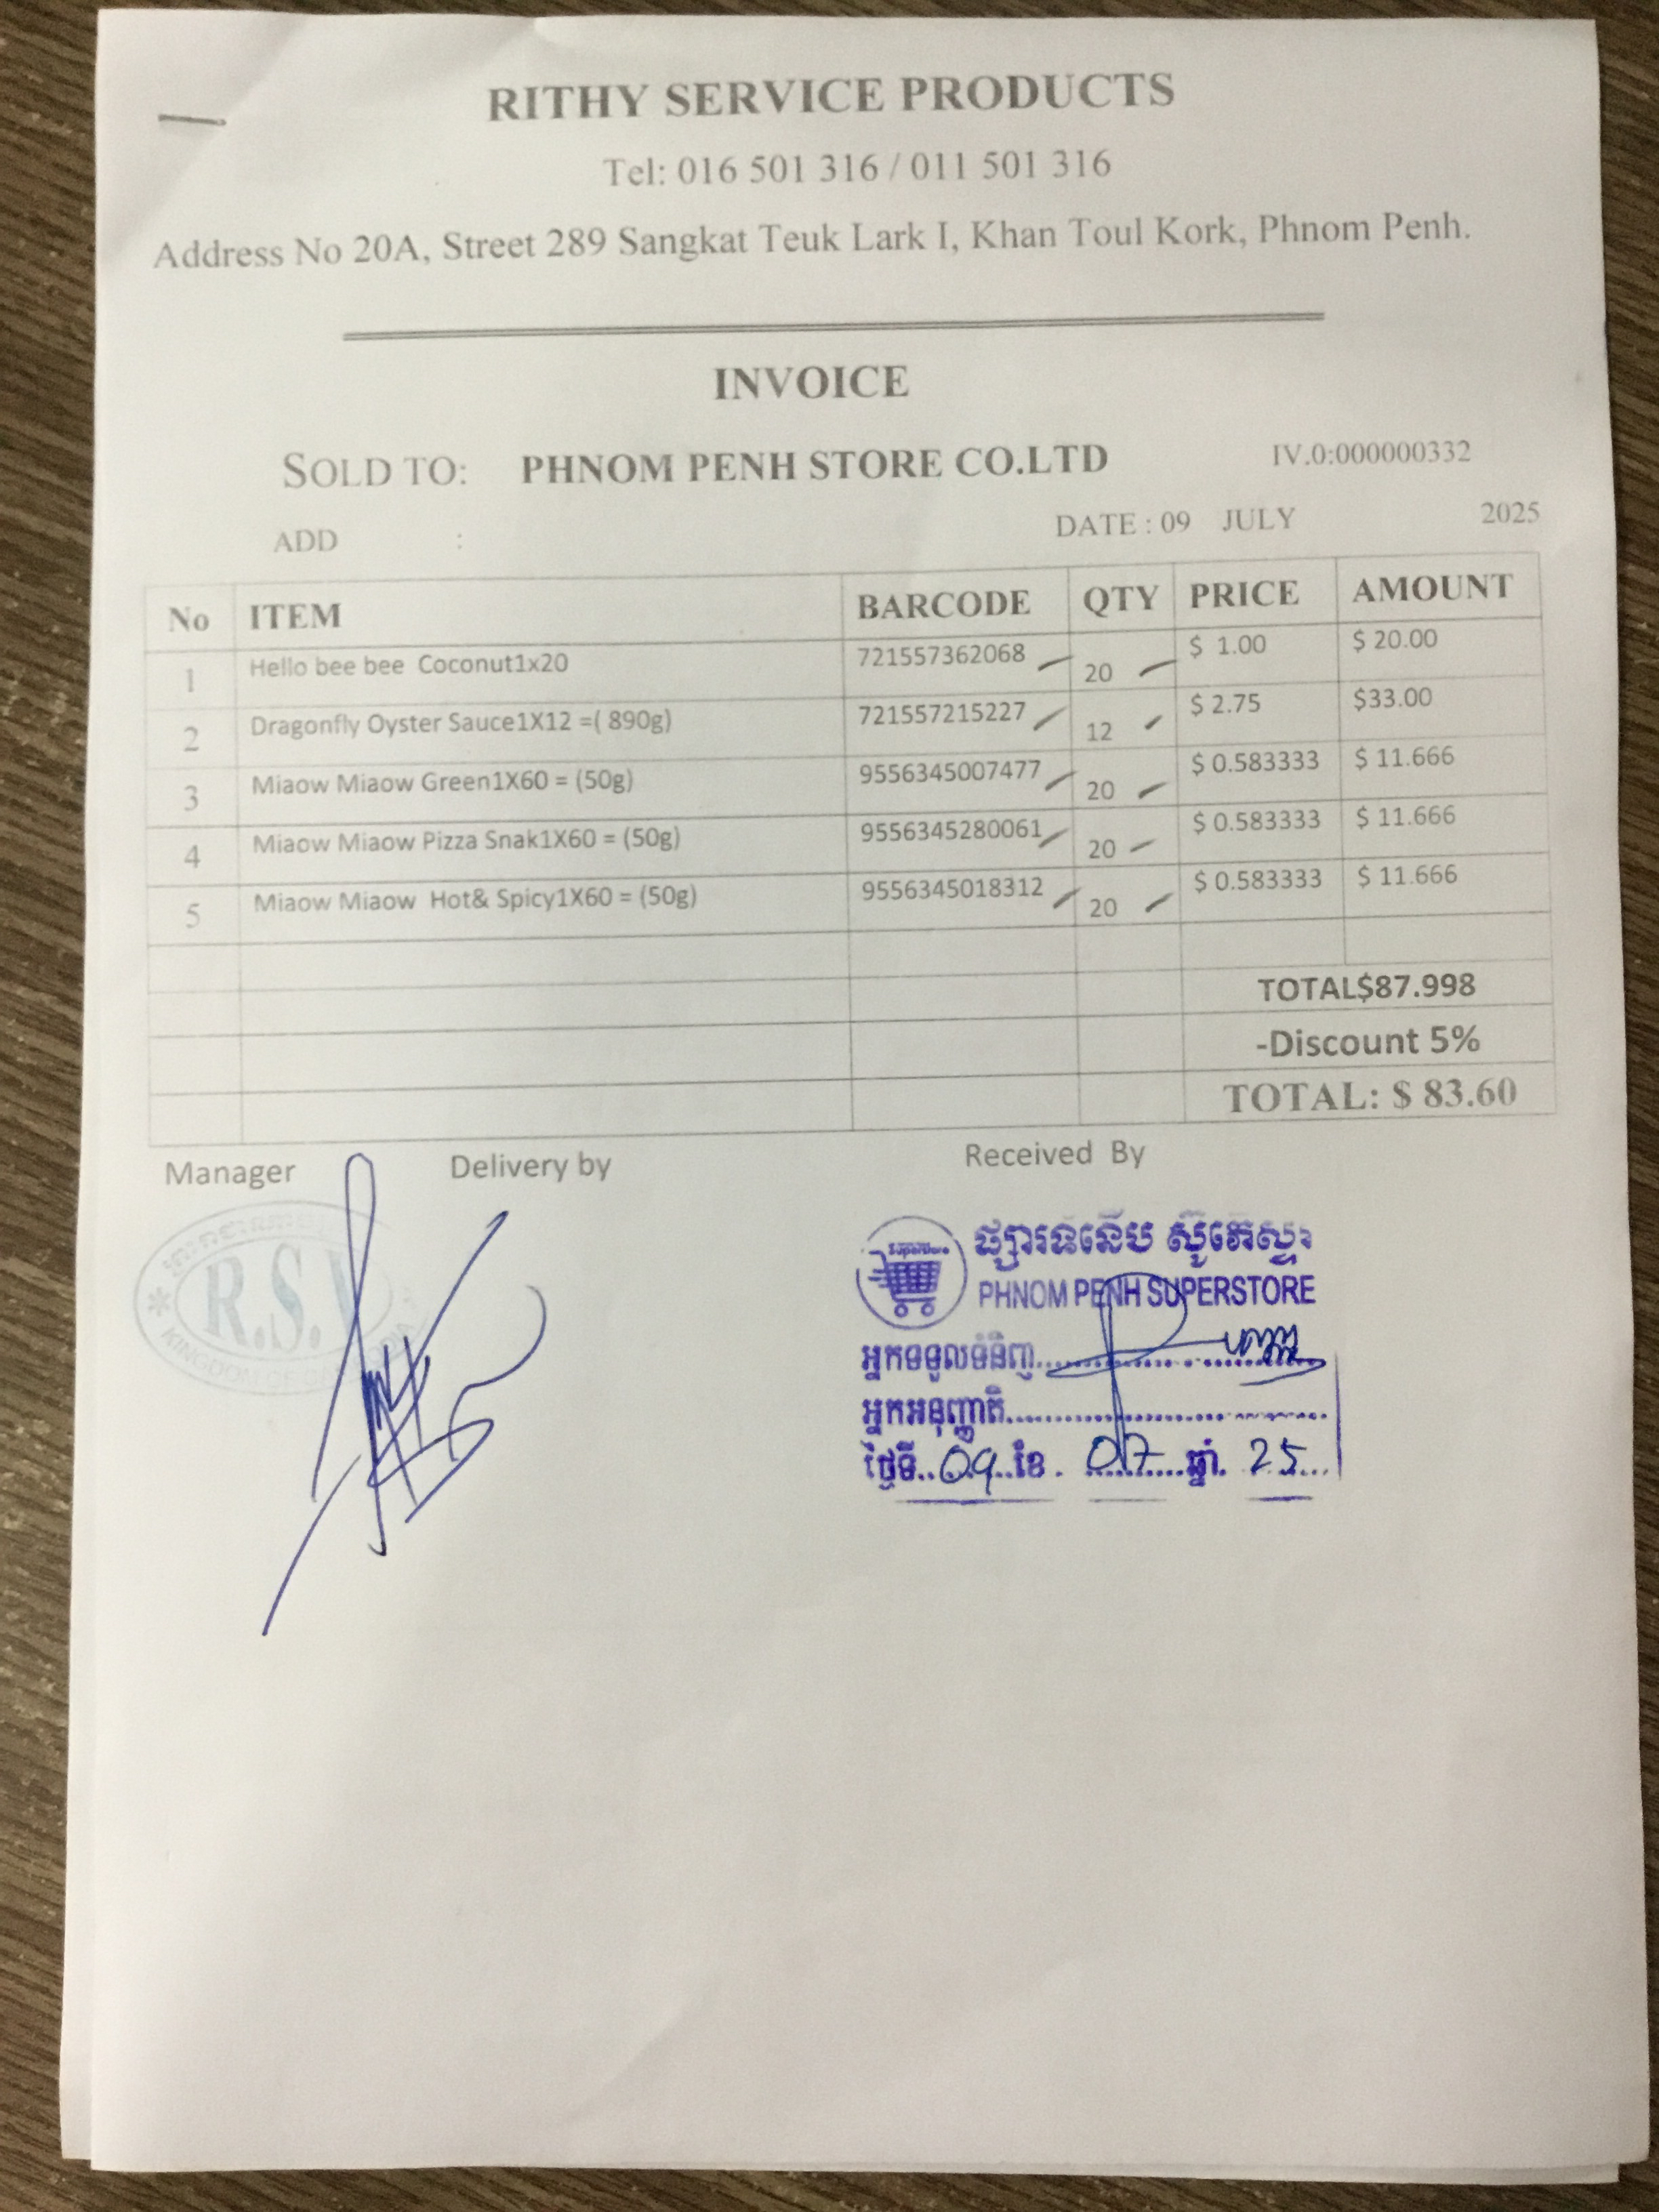 RITHY SERVICE PRODUCTS
Tel: 016 501 316 / 011 501 316
Address No 20A, Street 289 Sangkat Teuk Lark I, Khan Toul Kork, Phnom Penh.
INVOICE
SOLD TO: PHNOM PENH STORE CO.LTD IV.0:000000332
ADD : DATE : 09 JULY 2025
No ITEM BARCODE QTY PRICE AMOUNT
1 Hello bee bee Coconut1x20 721557362068 20 $ 1.00 $ 20.00
2 Dragonfly Oyster Sauce1X12 =( 890g) 721557215227 12 $ 2.75 $33.00
3 Miaow Miaow Green1X60 = (50g) 9556345007477 20 $ 0.583333 $ 11.666
4 Miaow Miaow Pizza Snak1X60 = (50g) 9556345280061 20 $ 0.583333 $ 11.666
5 Miaow Miaow Hot& Spicy1X60 = (50g) 9556345018312 20 $ 0.583333 $ 11.666
TOTAL$87.998
-Discount 5%
TOTAL: $ 83.60
Manager Delivery by Received By
R.S.
KINGDOM OF CAMBODIA
Superstore
ផ្សារទំនើប ស៊ូភើស្ទរ
PHNOM PENH SUPERSTORE
អ្នកទទួលទំនិញ
អ្នកអនុញ្ញាតិ
ថ្ងៃទី..09..ខែ. 07 ឆ្នាំ. 25